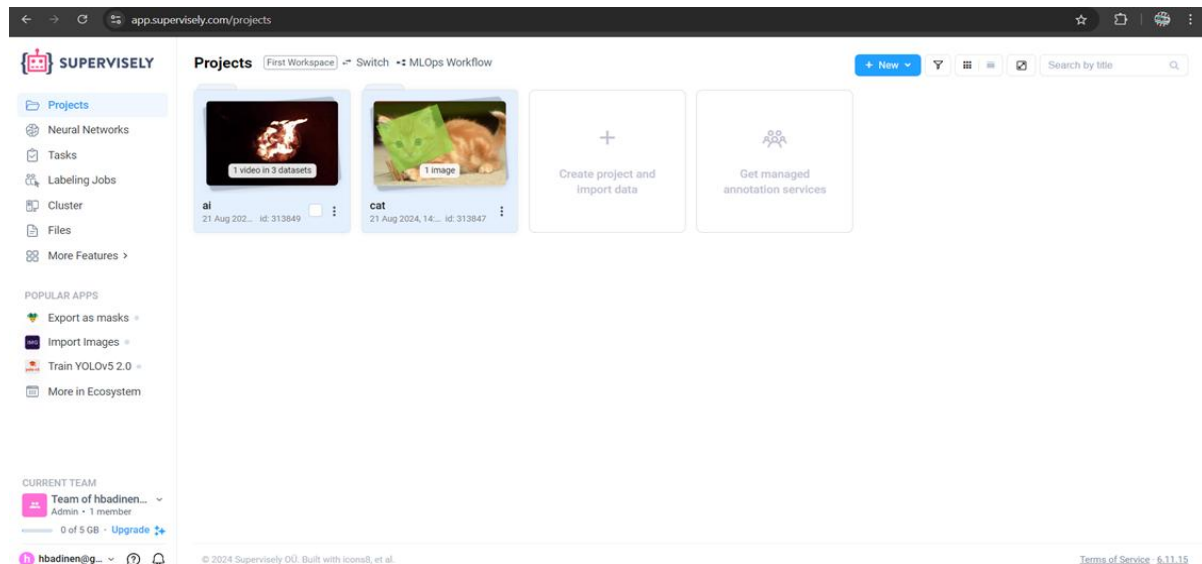 app.supervisely.com/projects
SUPERVISELY
Projects
Neural Networks
Tasks
Labeling Jobs
Cluster
Files
More Features >
POPULAR APPS
Export as masks
IMG
Import Images
Train YOLOv5 2.0
More in Ecosystem
CURRENT TEAM
Team of hbadinen...
Admin • 1 member
0 of 5 GB - Upgrade
h hbadinen@g...
Projects First Workspace Switch MLOps Workflow
+ New
Search by title
1 video in 3 datasets
ai
21 Aug 202... id: 313849
1 image
cat
21 Aug 2024, 14:... id: 313847
Create project and
import data
Get managed
annotation services
© 2024 Supervisely OÜ. Built with icons8, et al.
Terms of Service - 6.11.15